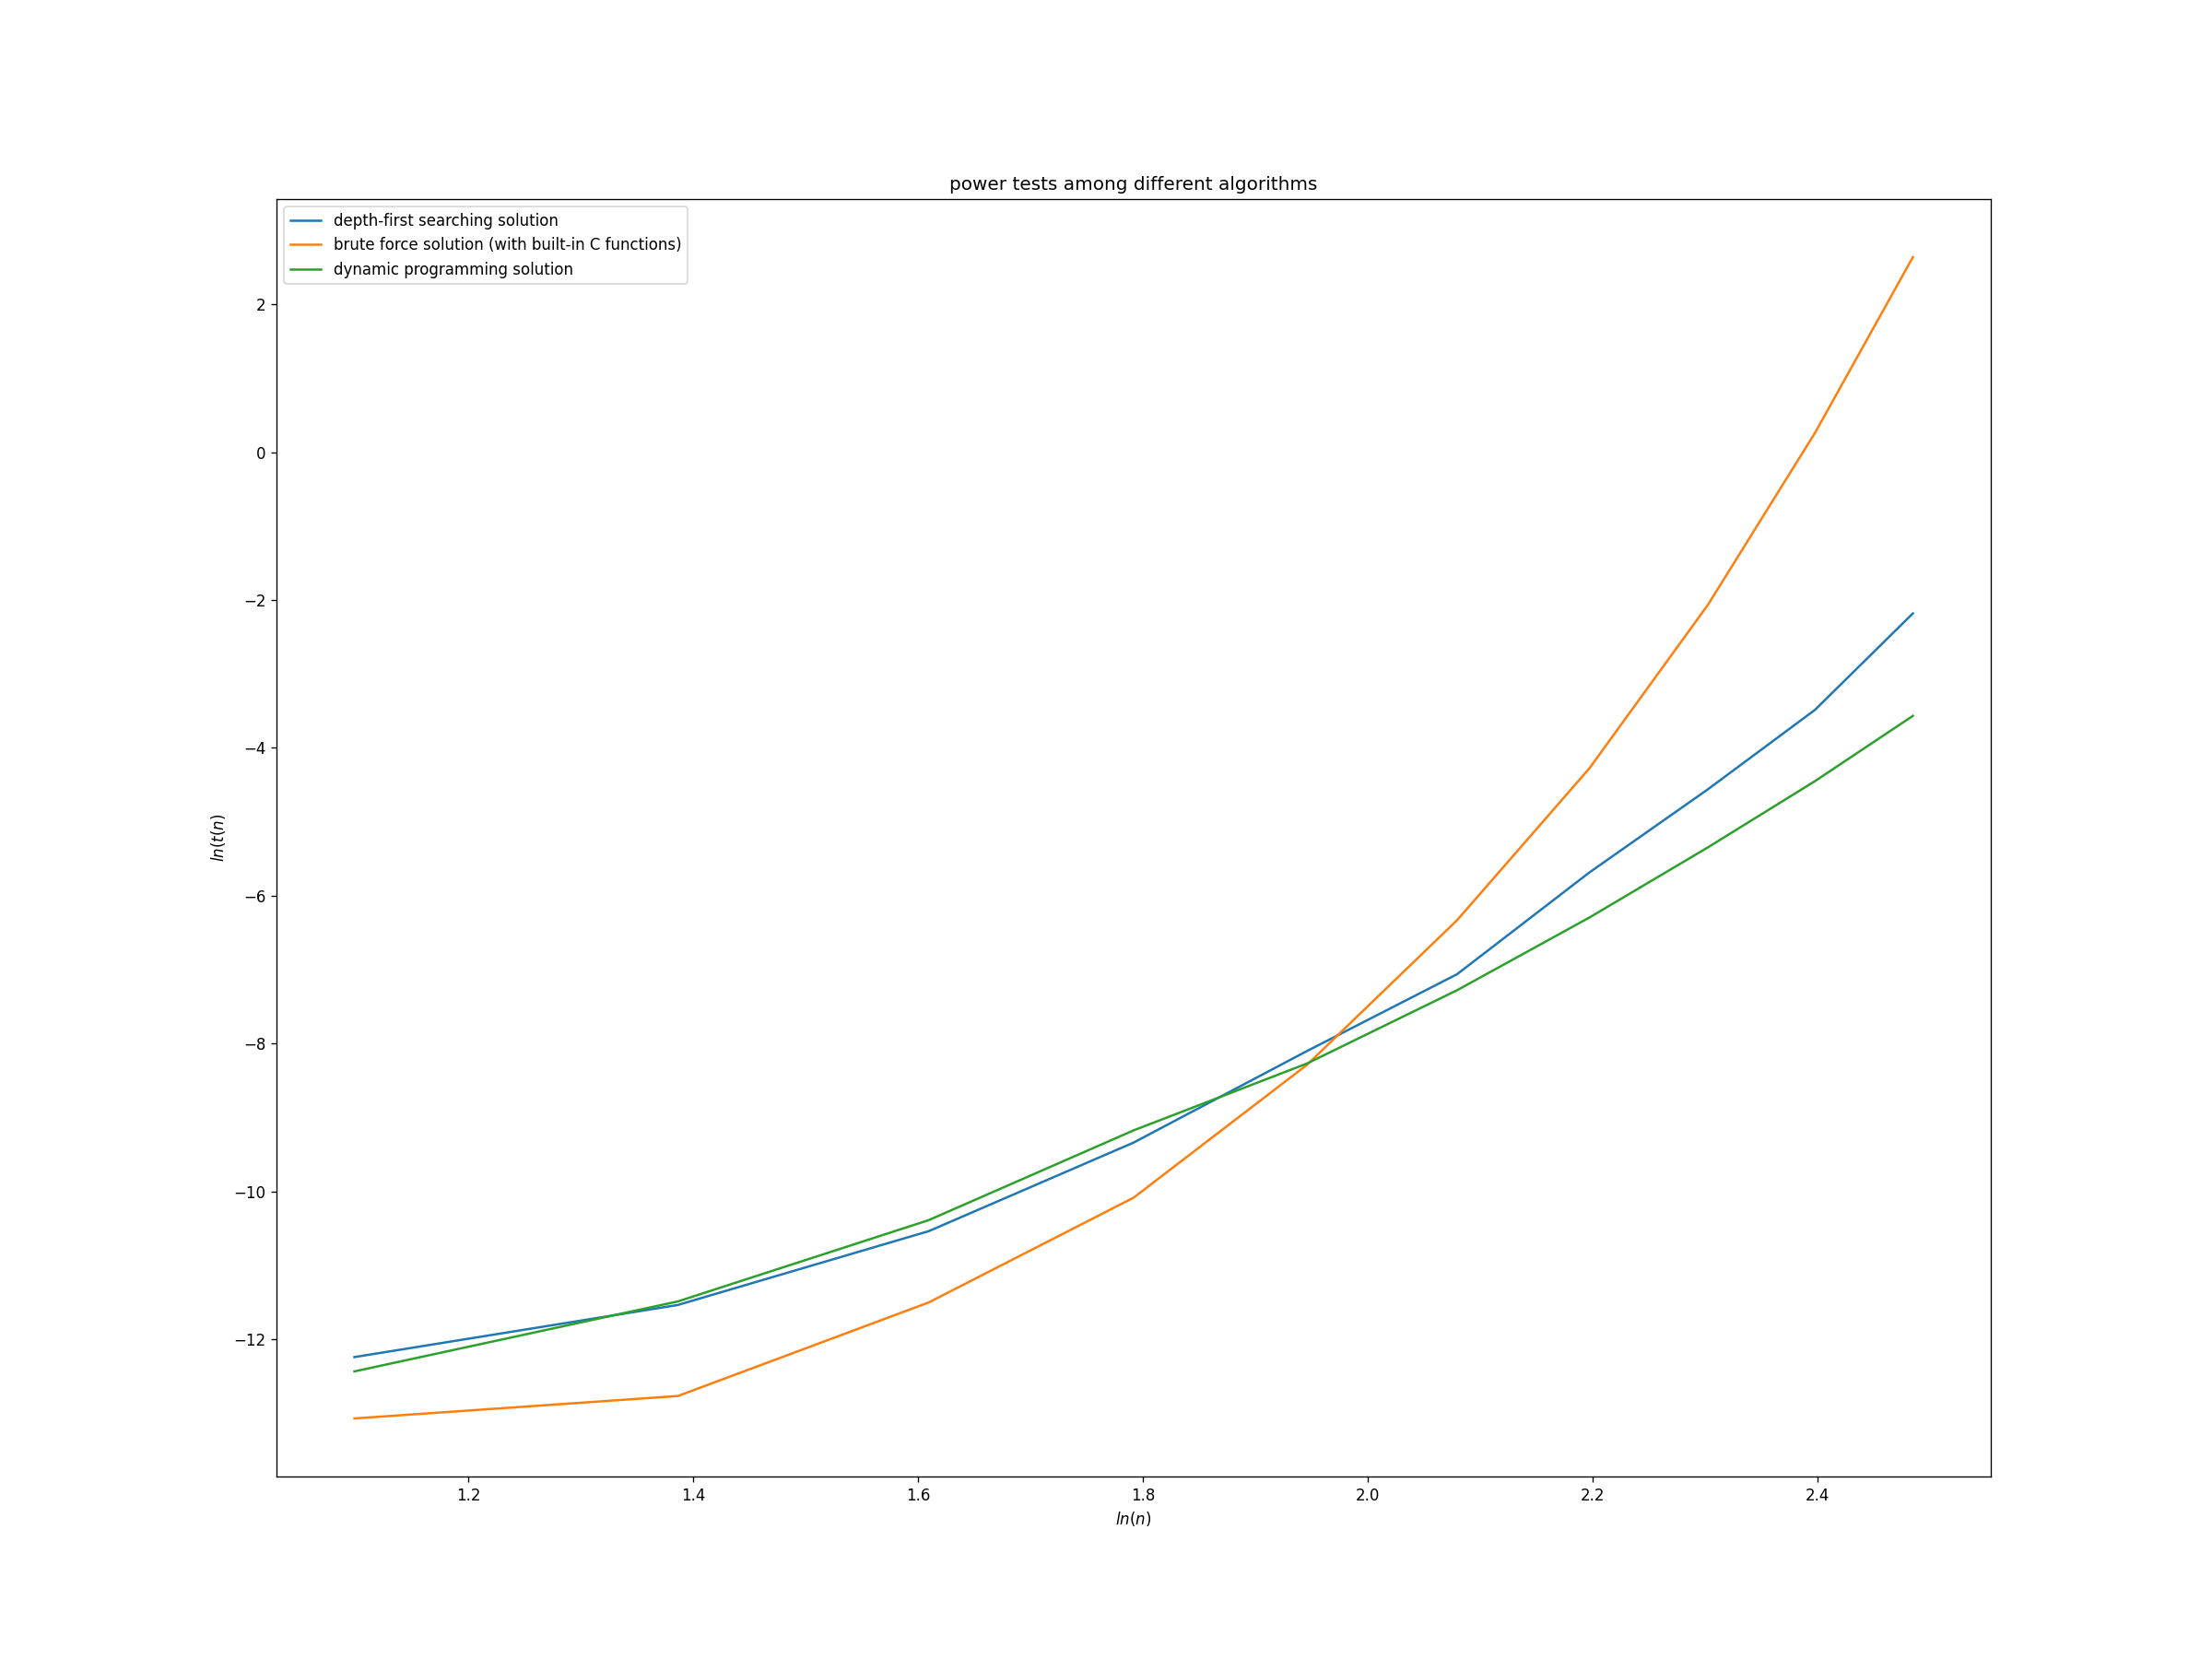 power tests among different algorithms
depth-first searching solution
brute force solution (with built-in C functions)
dynamic programming solution
2
0
−2
−4
−6
−8
−10
−12
ln(t(n)
1.2 1.4 1.6 1.8 2.0 2.2 2.4
ln(n)